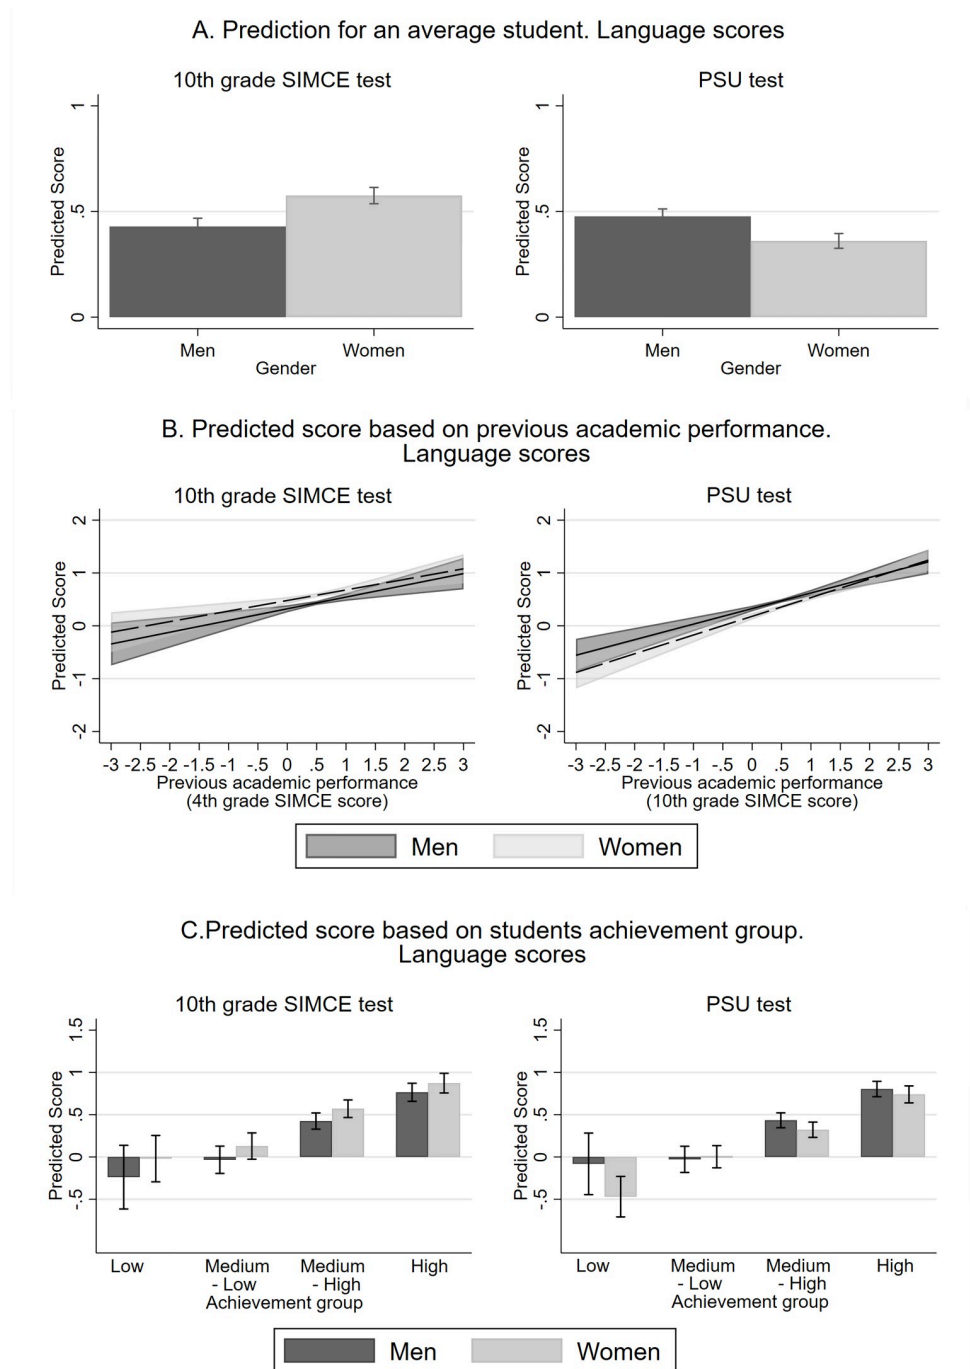 A. Prediction for an average student. Language scores
10th grade SIMCE test
Predicted Score
1
.5
0
Men
Women
Gender
PSU test
Predicted Score
1
.5
0
Men
Women
Gender
B. Predicted score based on previous academic performance.
Language scores
10th grade SIMCE test
Predicted Score
2
1
0
-1
-2
-3 -2.5 -2 -1.5 -1 -.5 0 .5 1 1.5 2 2.5 3
Previous academic performance
(4th grade SIMCE score)
PSU test
Predicted Score
2
1
0
-1
-2
-3 -2.5 -2 -1.5 -1 -.5 0 .5 1 1.5 2 2.5 3
Previous academic performance
(10th grade SIMCE score)
Men
Women
C.Predicted score based on students achievement group.
Language scores
10th grade SIMCE test
Predicted Score
1.5
1
.5
0
-.5
Low
Medium
- Low
Medium
- High
High
Achievement group
PSU test
Predicted Score
1.5
1
.5
0
-.5
Low
Medium
- Low
Medium
- High
High
Achievement group
Men
Women